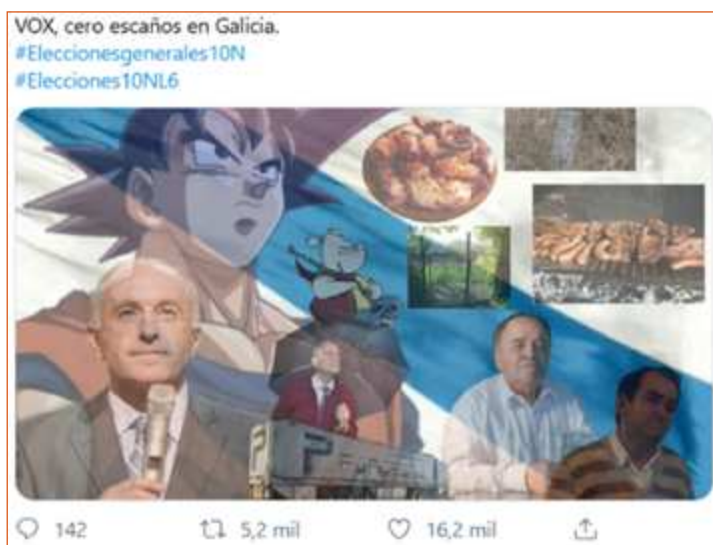 VOX, cero escaños en Galicia.
#Eleccionesgenerales10N
#Elecciones10NL6
142
5,2 mil
16,2 mil